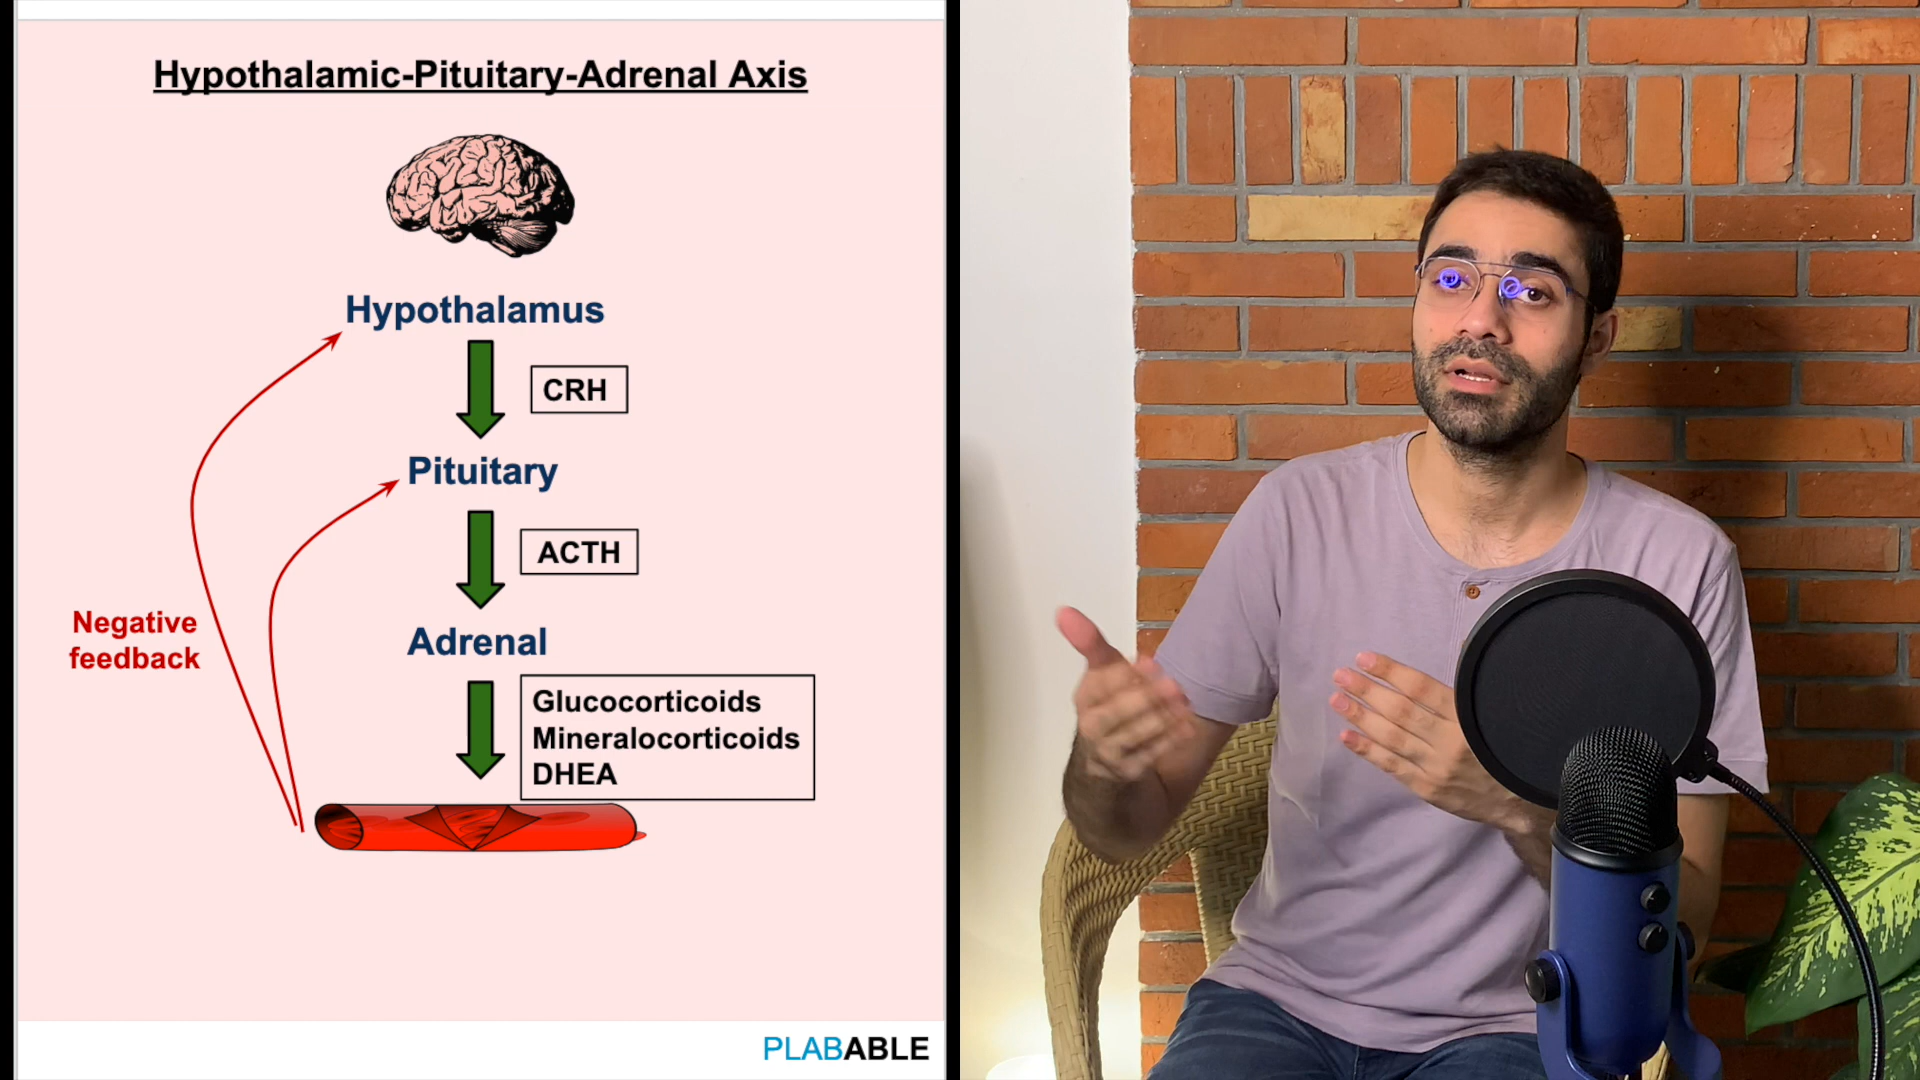 Hypothalamic-Pituitary-Adrenal Axis
Hypothalamus
CRH
Pituitary
ACTH
Negative
feedback
Adrenal
Glucocorticoids
Mineralocorticoids
DHEA
PLABABLE